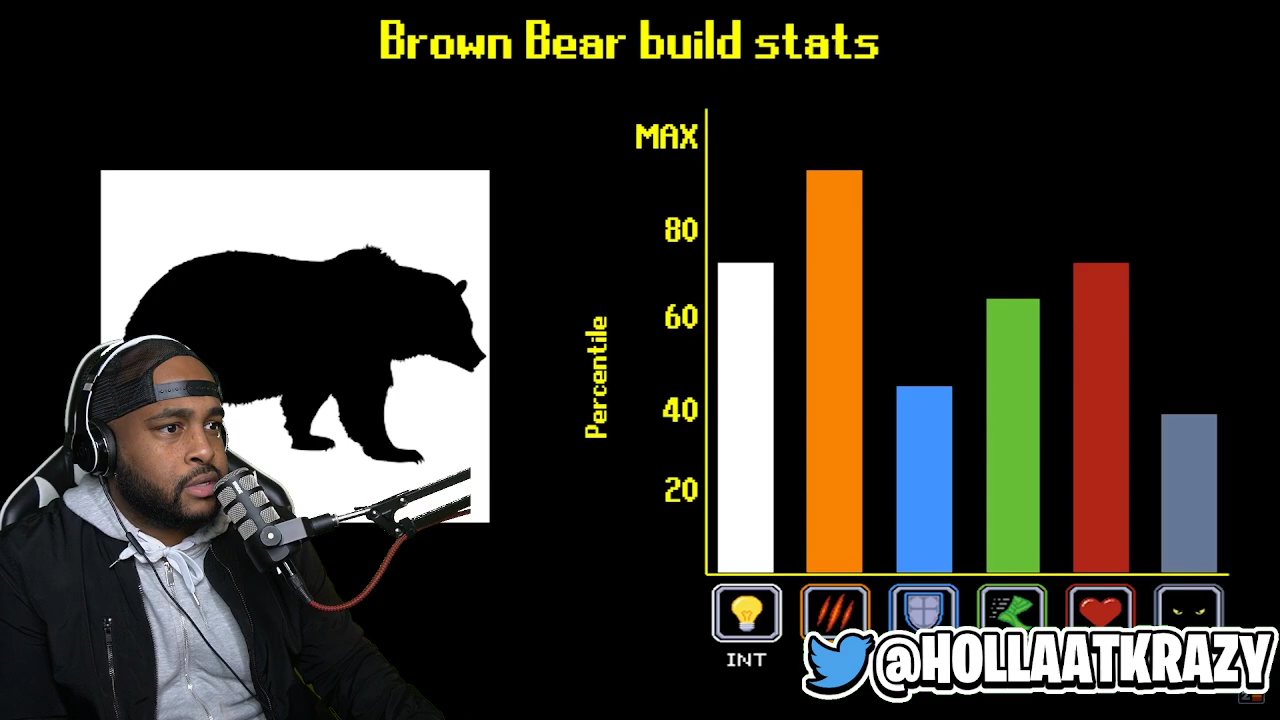 Brown Bear build stats
MAX
80
60
40
20
Percentile
INT
@HOLLAATKRAZY